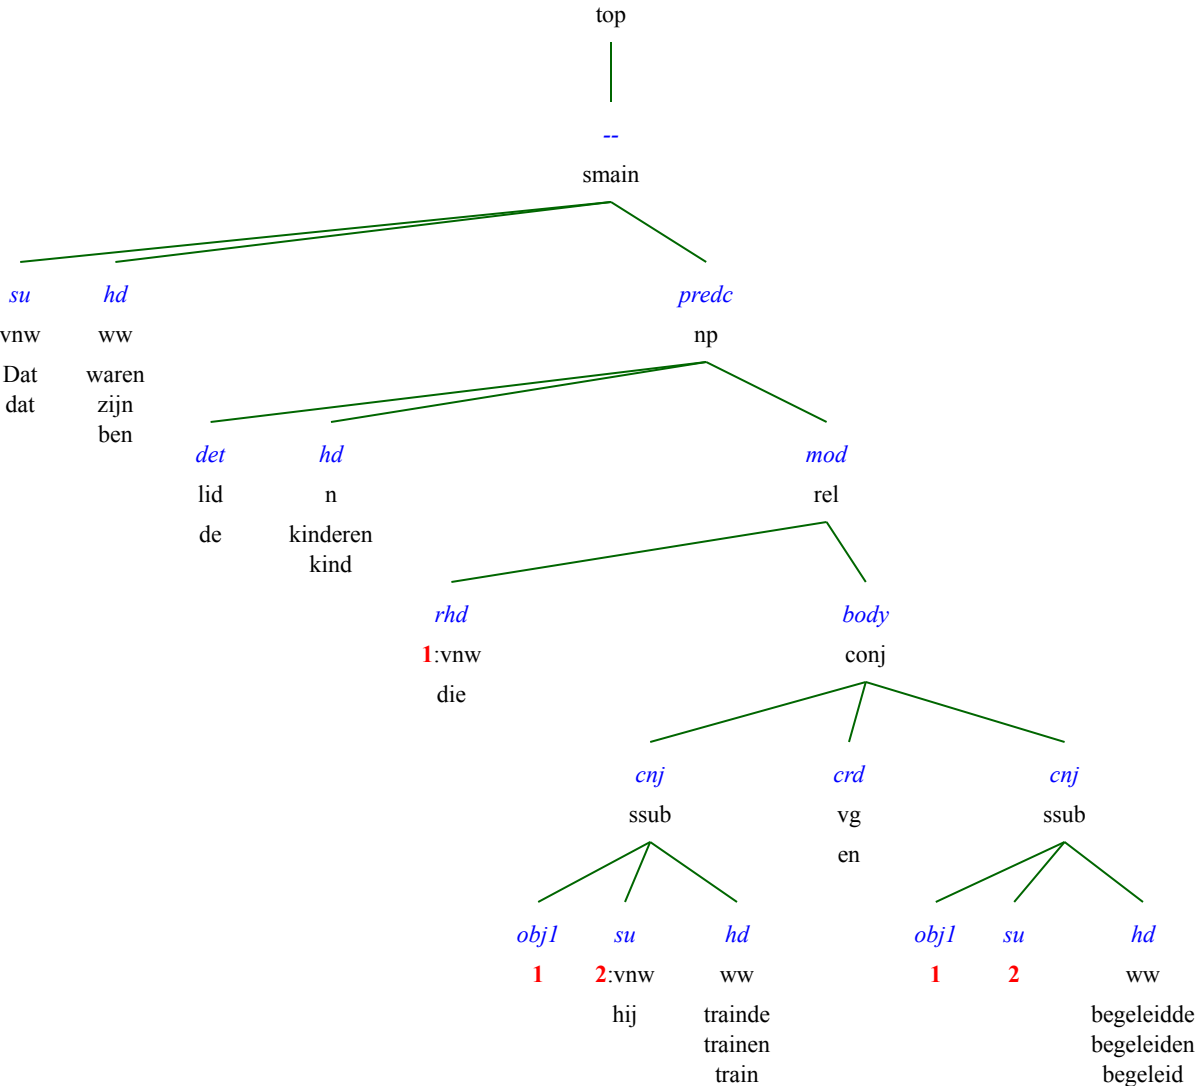 top
--
smain
su hd predc
vnw ww np
Dat waren
dat zijn
ben
det hd mod
lid n rel
de kinderen
kind
rhd body
1:vnw conj
die
cnj crd cnj
ssub vg ssub
en
obj1 su hd obj1 su hd
1 2:vnw ww 1 2 ww
hij trainde begeleidde
trainen begeleiden
train begeleid